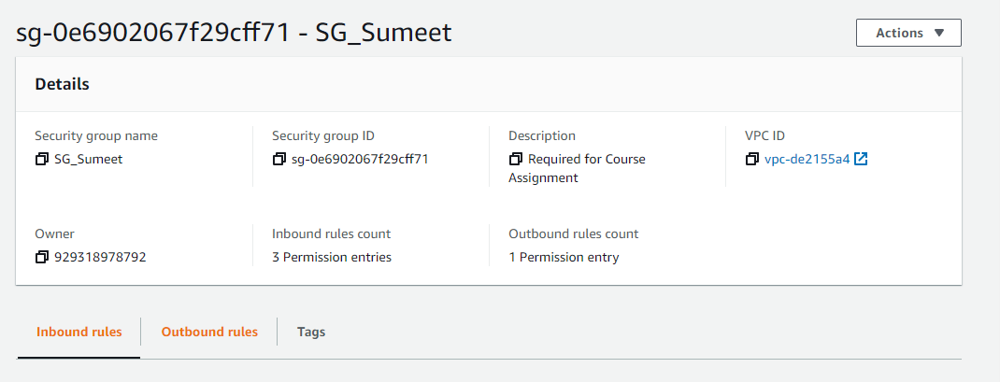 sg-0e6902067f29cff71 - SG_Sumeet
Actions
Details
Security group name
SG_Sumeet
Security group ID
sg-0e6902067f29cff71
Description
Required for Course
Assignment
VPC ID
vpc-de2155a4
Owner
929318978792
Inbound rules count
3 Permission entries
Outbound rules count
1 Permission entry
Inbound rules
Outbound rules
Tags